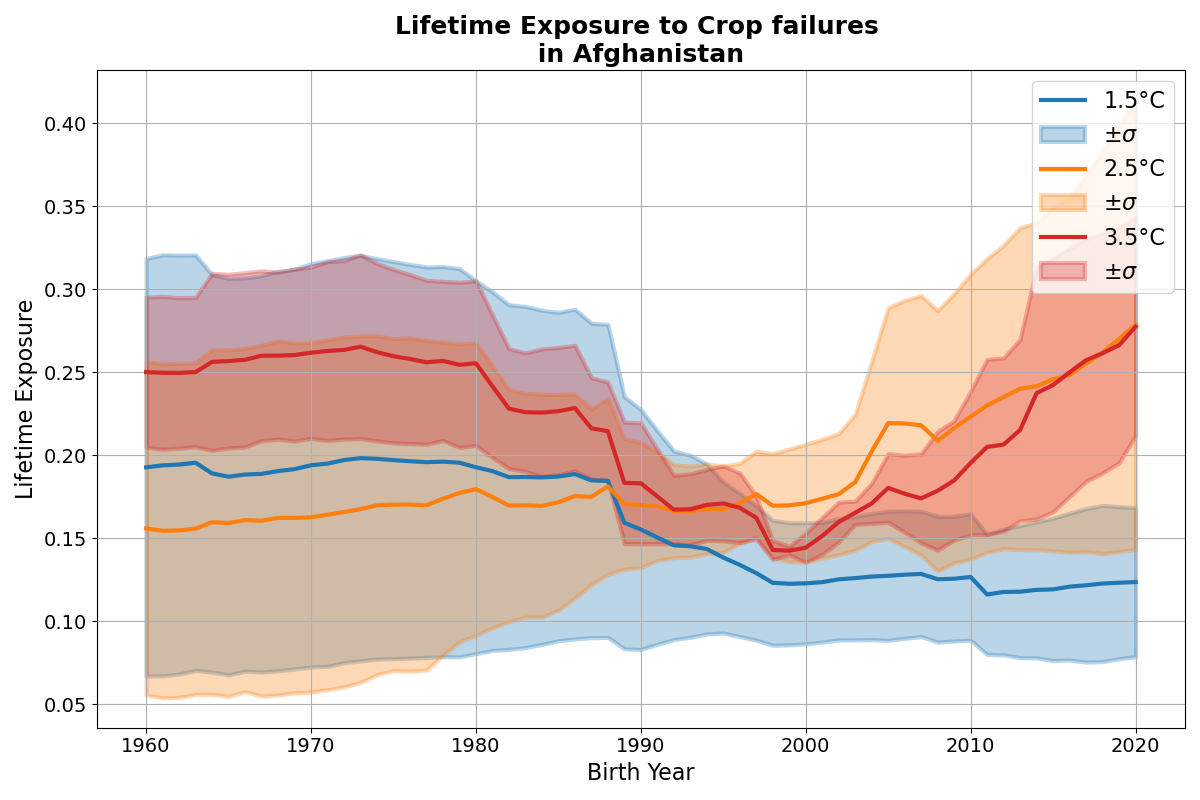 Lifetime Exposure to Crop failures
in Afghanistan
Lifetime Exposure
0.40
0.35
0.30
0.25
0.20
0.15
0.10
0.05
1960
1970
1980
1990
2000
2010
2020
Birth Year
1.5°C
±σ
2.5°C
±σ
3.5°C
±σ